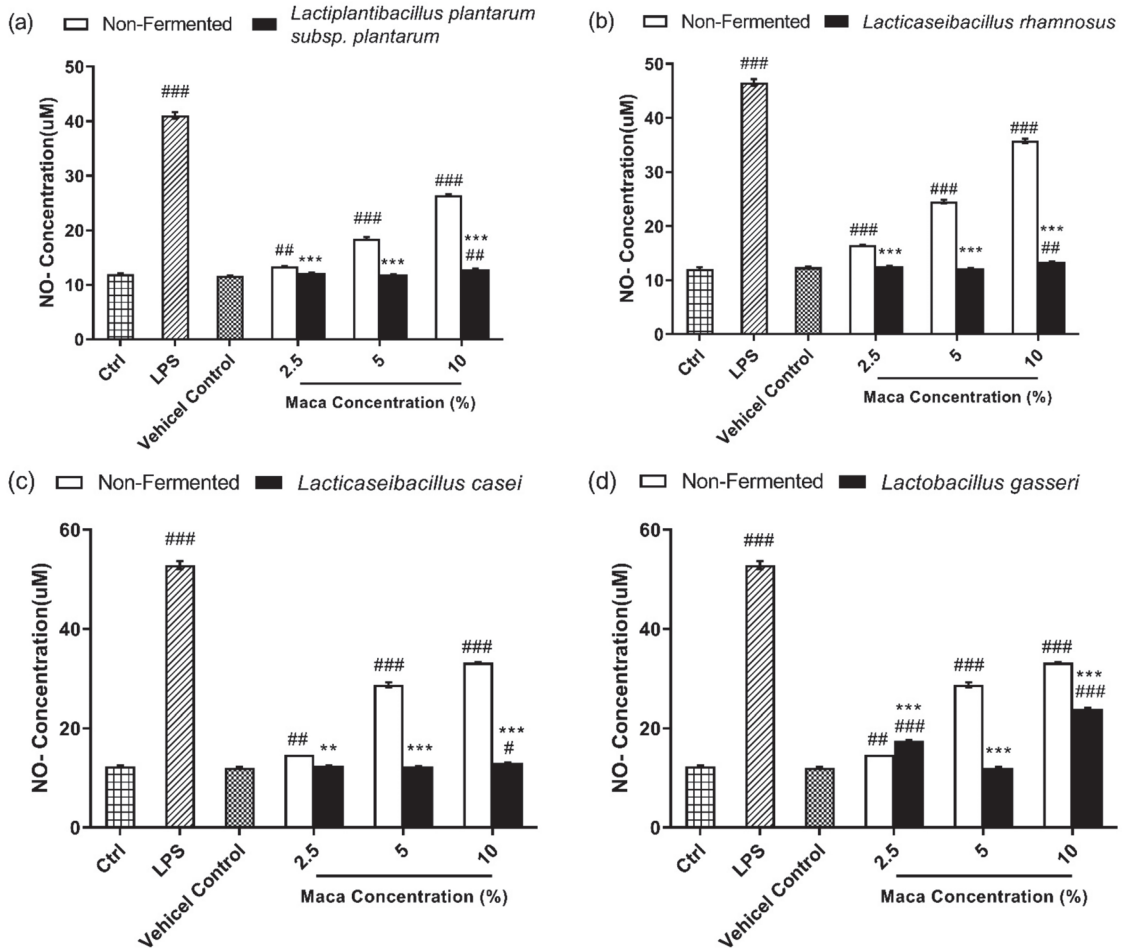 (a) Non-Fermented Lactiplantibacillus plantarum
subsp. plantarum
NO- Concentration(uM)
50
40
30
20
10
0
###
##
***
###
***
###
***
##
Ctrl
LPS
Vehicel Control
2.5
5
10
Maca Concentration (%)
(b) Non-Fermented Lacticaseibacillus rhamnosus
NO- Concentration(uM)
50
40
30
20
10
0
###
###
***
###
***
###
***
##
Ctrl
LPS
Vehicel Control
2.5
5
10
Maca Concentration (%)
(c) Non-Fermented Lacticaseibacillus casei
NO- Concentration(uM)
60
40
20
0
###
##
**
###
***
###
***
#
Ctrl
LPS
Vehicel Control
2.5
5
10
Maca Concentration (%)
(d) Non-Fermented Lactobacillus gasseri
NO- Concentration(uM)
60
40
20
0
###
##
***
###
###
***
###
***
###
Ctrl
LPS
Vehicel Control
2.5
5
10
Maca Concentration (%)